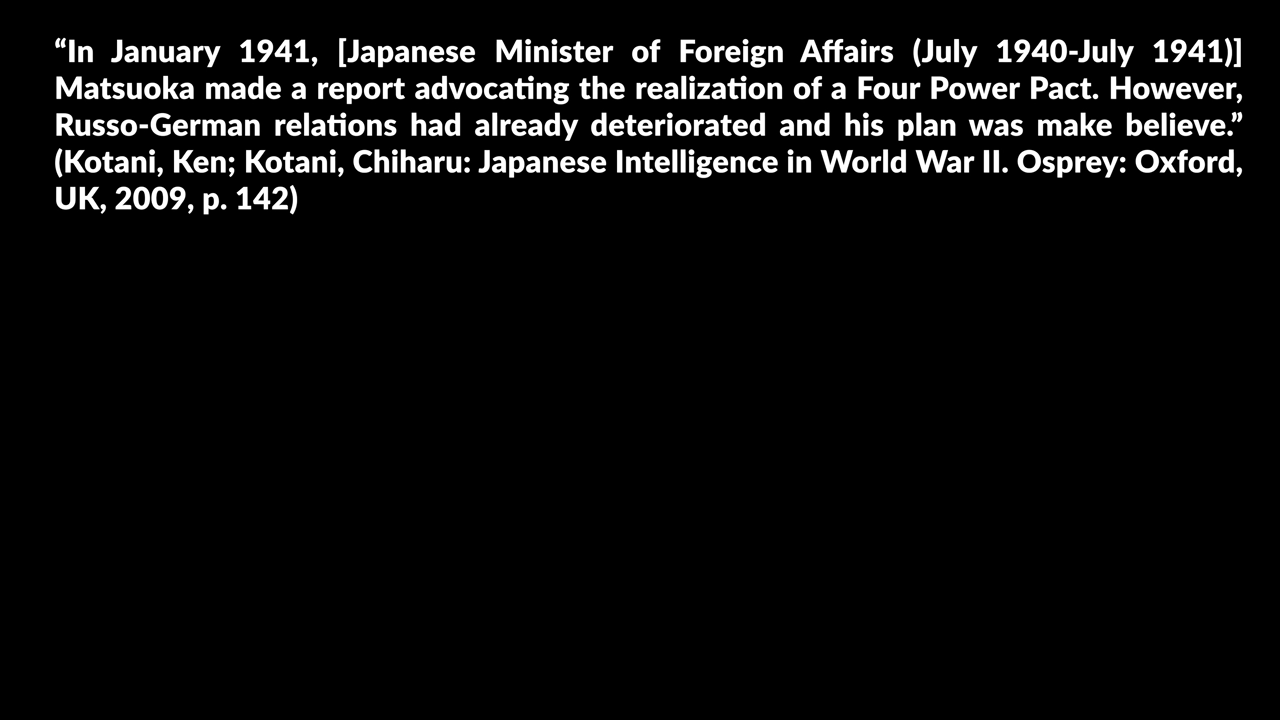 “In January 1941, [Japanese Minister of Foreign Affairs (July 1940-July 1941)]
Matsuoka made a report advocating the realization of a Four Power Pact. However,
Russo-German relations had already deteriorated and his plan was make believe.”
(Kotani, Ken; Kotani, Chiharu: Japanese Intelligence in World War II. Osprey: Oxford,
UK, 2009, p. 142)